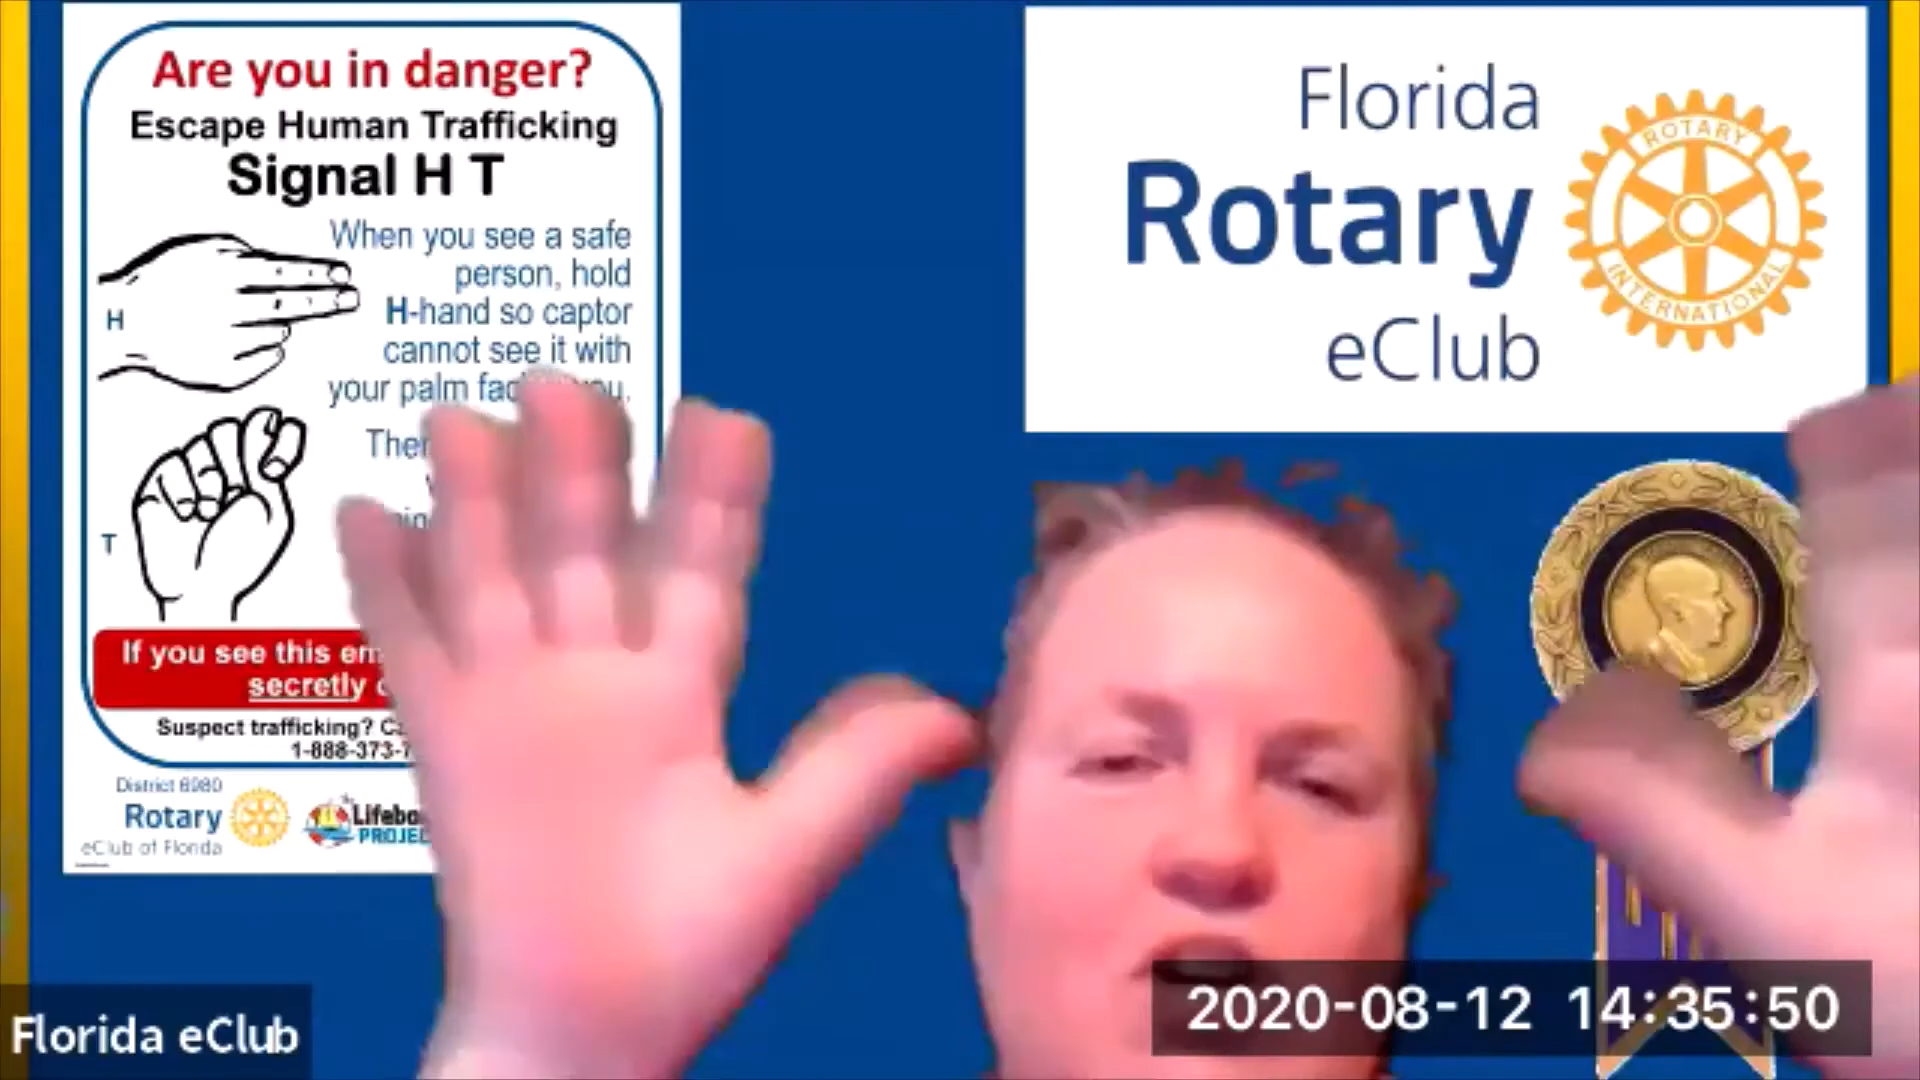 Are you in danger?
Escape Human Trafficking
Signal H T
When you see a safe
person, hold
H-hand so captor
cannot see it with
your palm
H
T
If you see this
secretly
Suspect trafficking?
1-888-373-7
District 6980
Rotary
eClub of Florida
PROJEC
Florida
Rotary
eClub
ROTARY
INTERNATIONAL
Florida eClub
2020-08-12 14:35:50